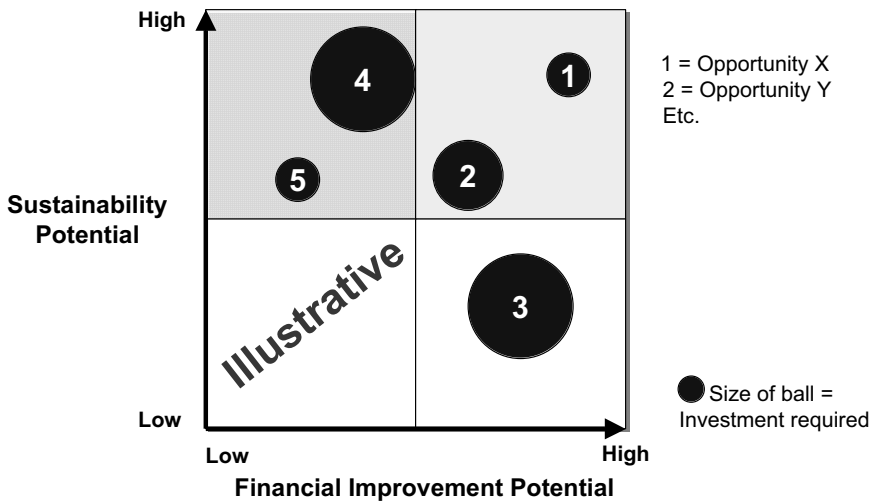 High
4
1
1 = Opportunity X
2 = Opportunity Y
Etc.
5
2
Sustainability
Potential
Illustrative
3
Size of ball =
Investment required
Low
Low
High
Financial Improvement Potential